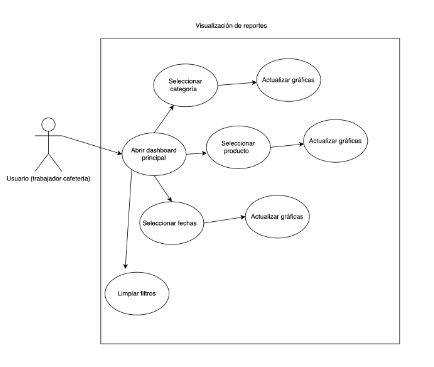 Visualización de reportes
Seleccionar
categoría
Actualizar gráficas
Abrir dashboard
principal
Seleccionar
producto
Actualizar gráficas
Usuario (trabajador cafetería)
Seleccionar fechas
Actualizar gráficas
Limpiar filtros